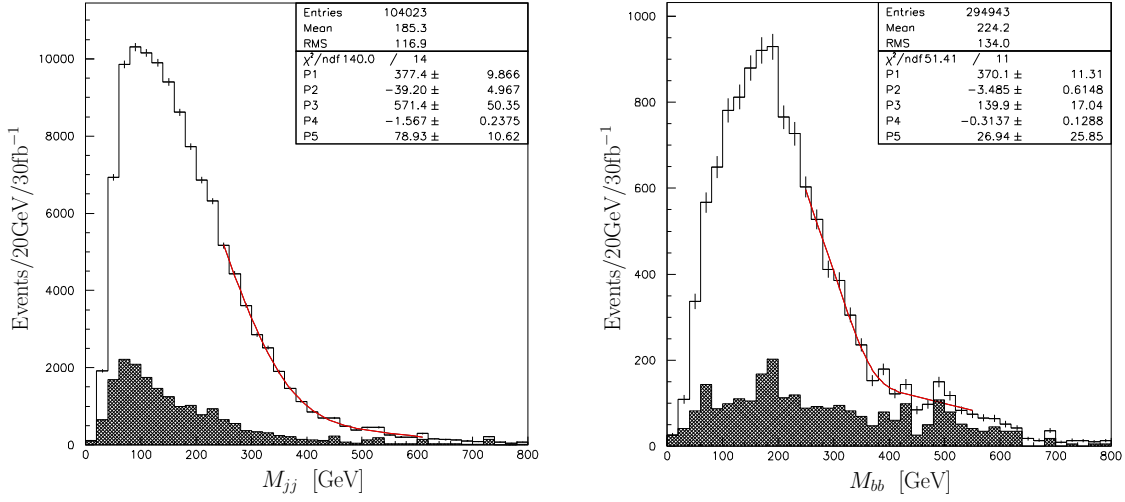 Entries 104023
Mean 185.3
RMS 116.9
χ²/ndf 140.0 / 14
P1 377.4 ± 9.866
P2 −39.20 ± 4.967
P3 571.4 ± 50.35
P4 −1.567 ± 0.2375
P5 78.93 ± 10.62
Events/20GeV/30fb⁻¹
10000
8000
6000
4000
2000
0
0 100 200 300 400 500 600 700 800
M_jj [GeV]
Entries 294943
Mean 224.2
RMS 134.0
χ²/ndf 51.41 / 11
P1 370.1 ± 11.31
P2 −3.485 ± 0.6148
P3 139.9 ± 17.04
P4 −0.3137 ± 0.1288
P5 26.94 ± 25.85
Events/20GeV/30fb⁻¹
1000
800
600
400
200
0
0 100 200 300 400 500 600 700 800
M_bb [GeV]